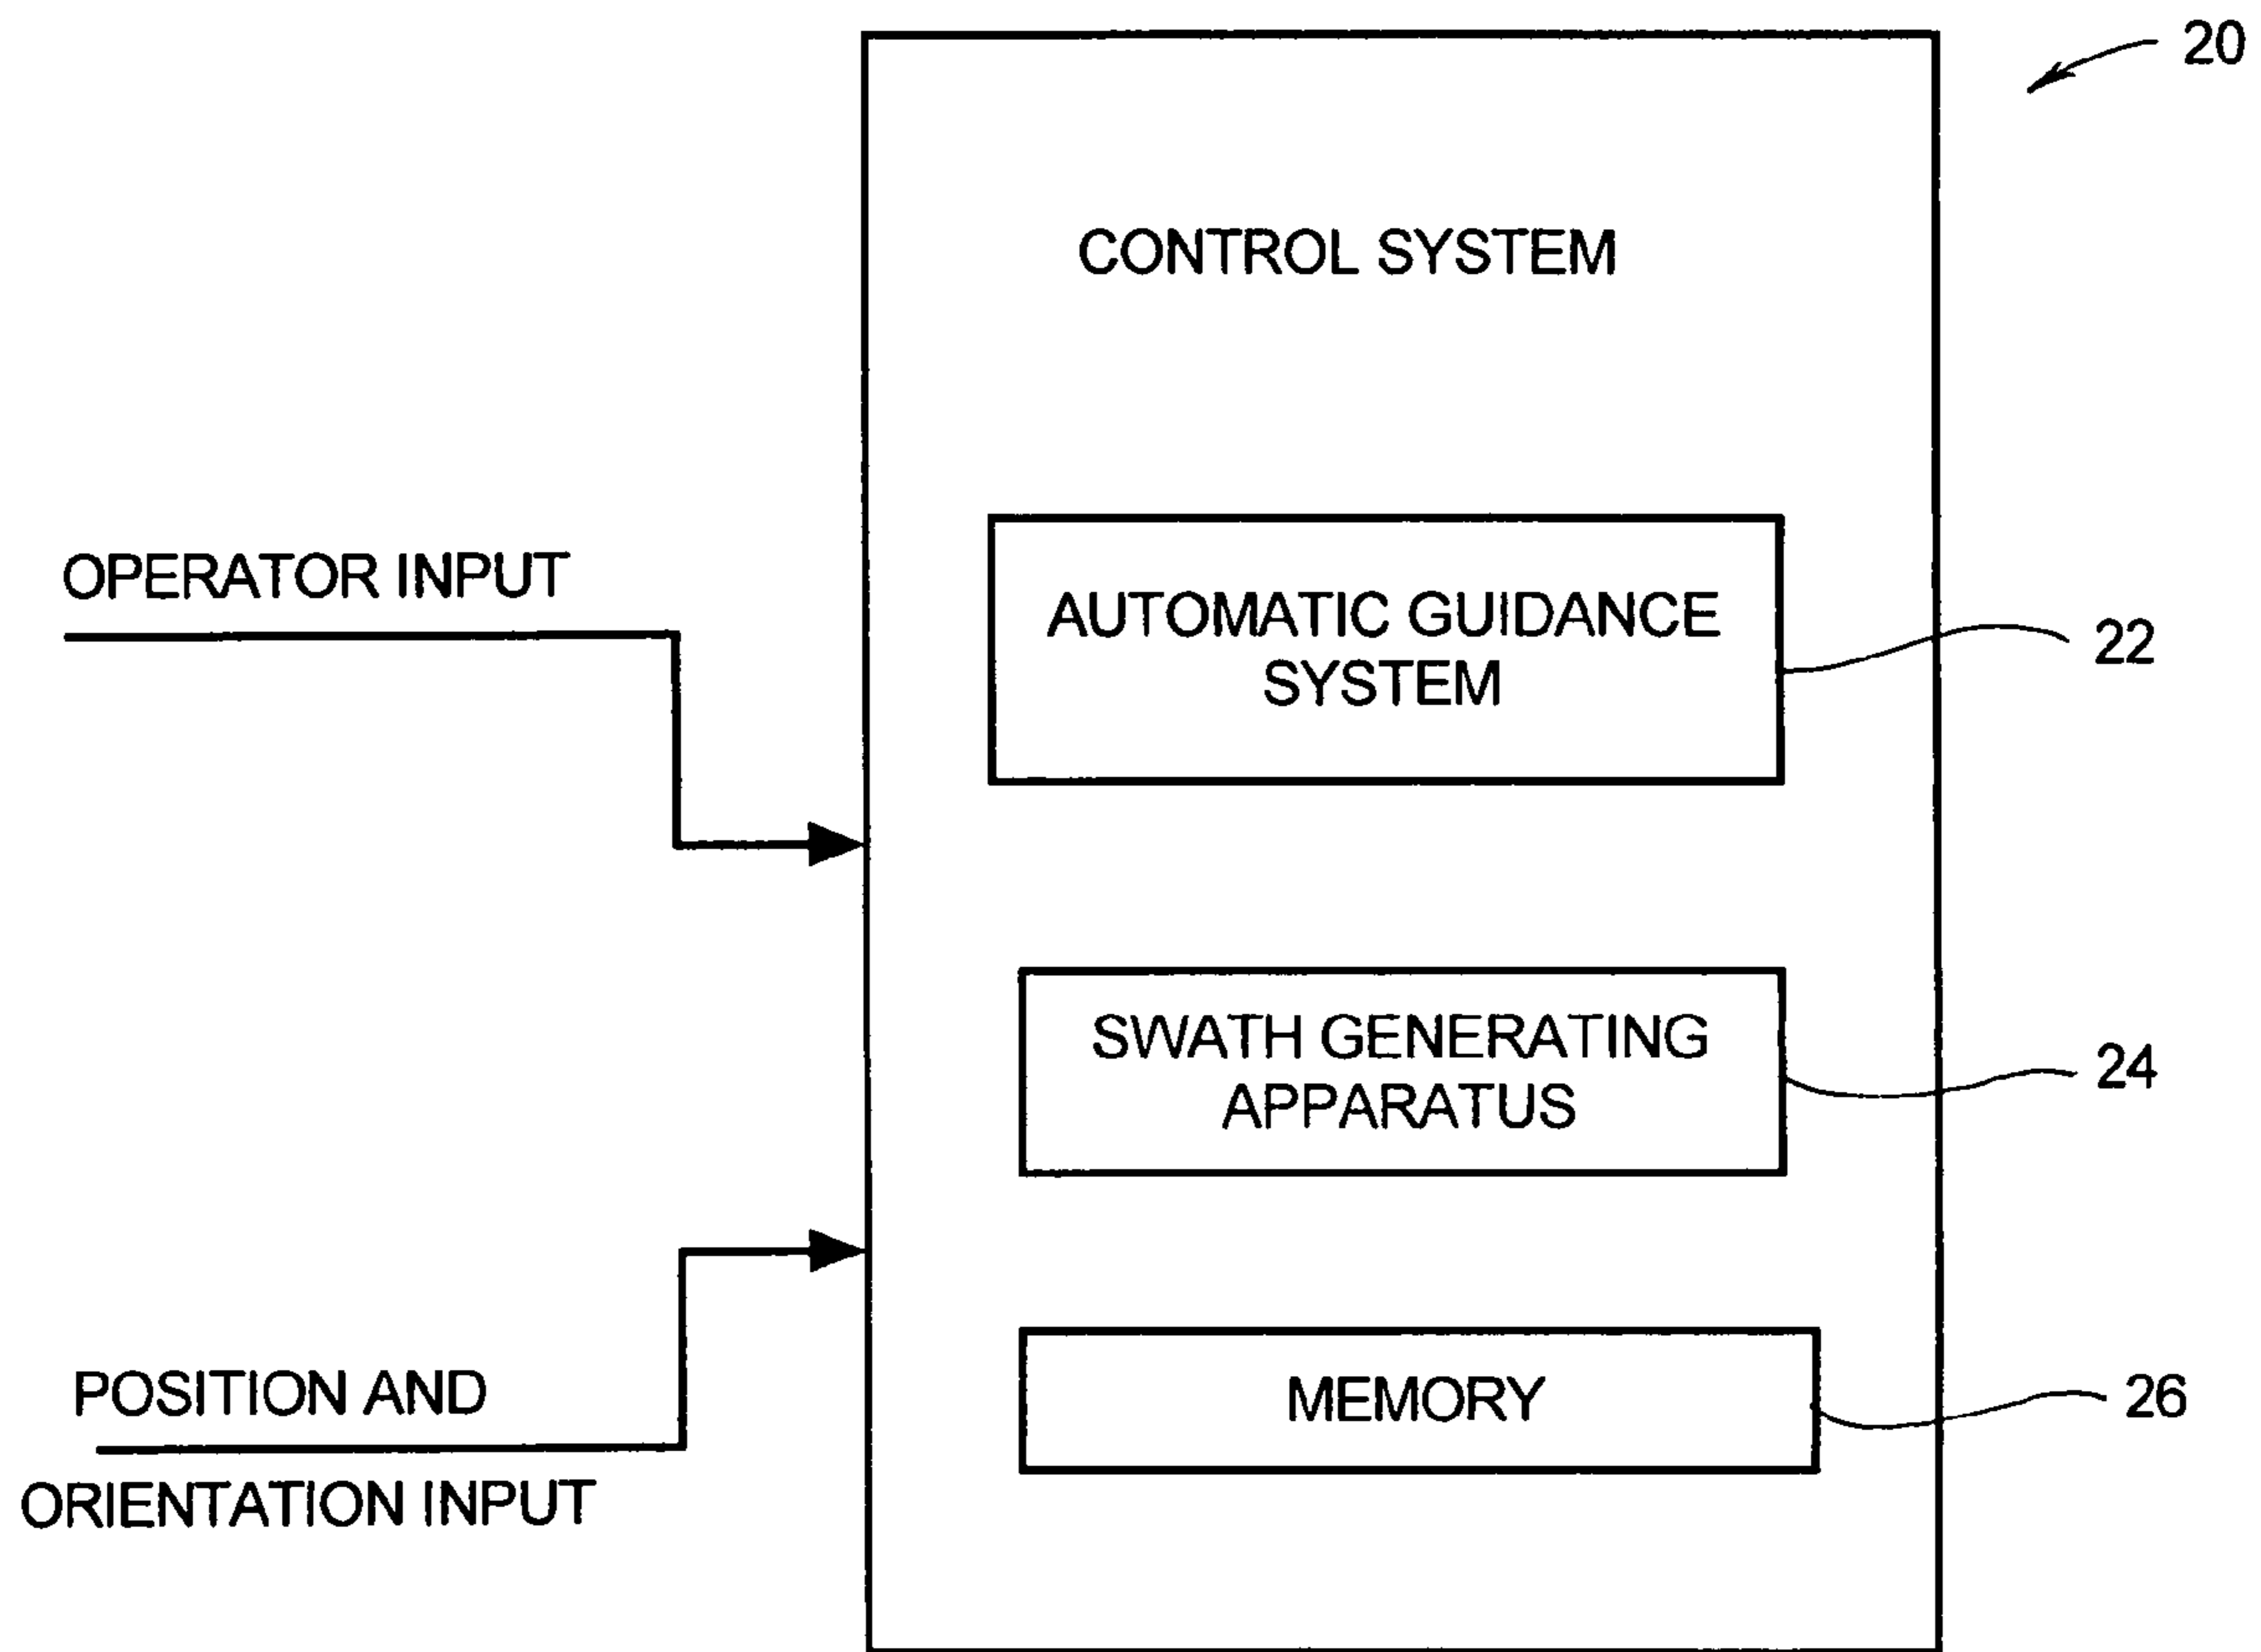 20
CONTROL SYSTEM
OPERATOR INPUT
AUTOMATIC GUIDANCE
SYSTEM
22
SWATH GENERATING
APPARATUS
24
POSITION AND
ORIENTATION INPUT
MEMORY
26